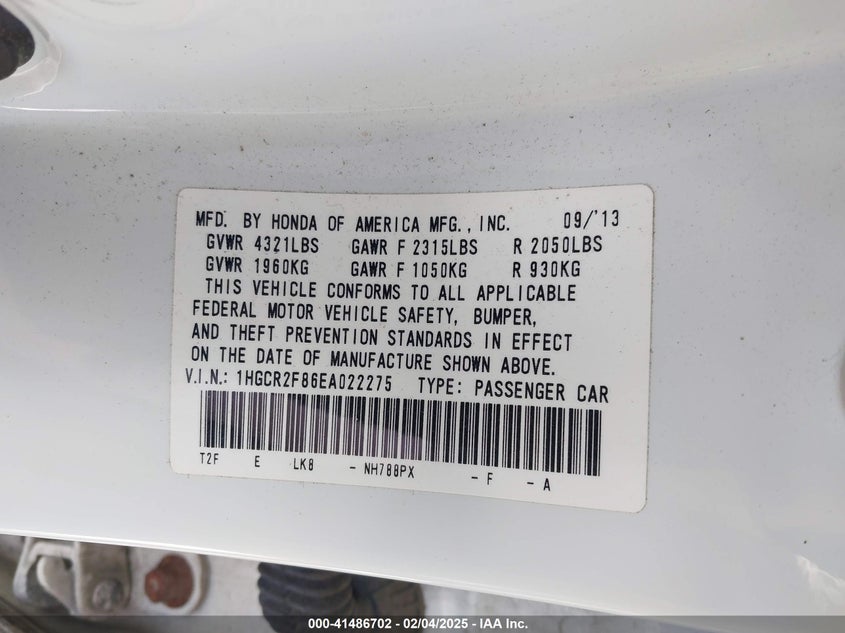 MFD. BY HONDA OF AMERICA MFG., INC. 09/'13
GVWR 4321LBS GAWR F 2315LBS R 2050LBS
GVWR 1960KG GAWR F 1050KG R 930KG
THIS VEHICLE CONFORMS TO ALL APPLICABLE
FEDERAL MOTOR VEHICLE SAFETY, BUMPER,
AND THEFT PREVENTION STANDARDS IN EFFECT
ON THE DATE OF MANUFACTURE SHOWN ABOVE.
V.I.N.: 1HGCR2F86EA022275 TYPE: PASSENGER CAR
T2F E LK8 - NH788PX - F - A
000-41486702 - 02/04/2025 - IAA Inc.